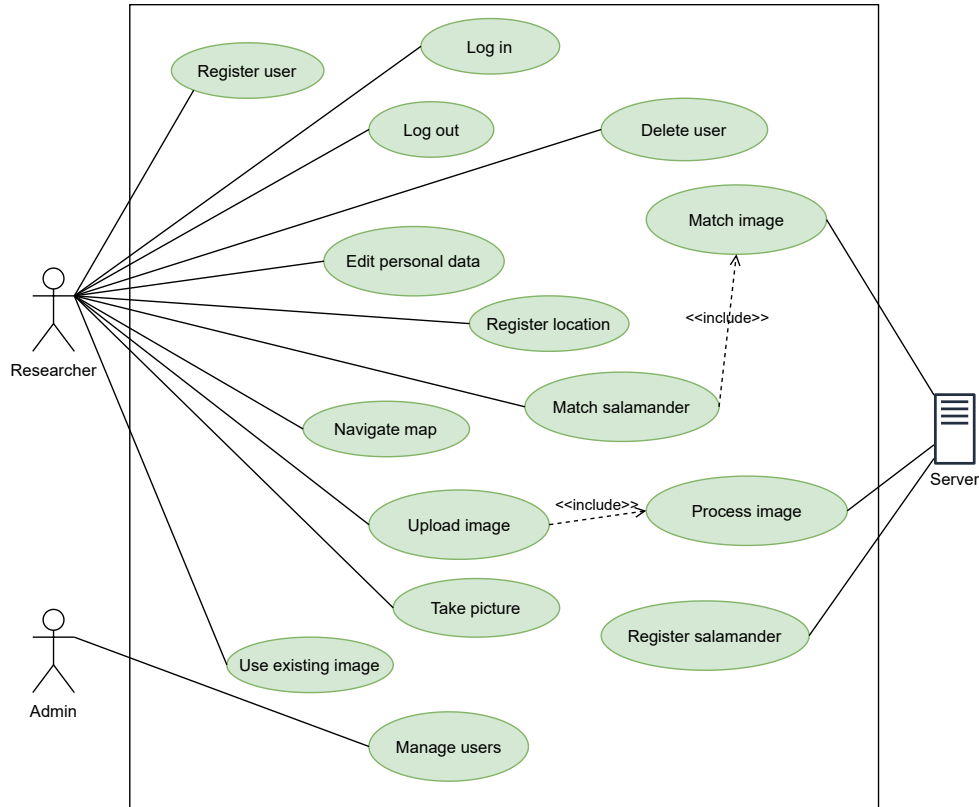 Log in
Register user
Log out
Delete user
Match image
Edit personal data
<<include>>
Register location
Researcher
Match salamander
Navigate map
Server
<<include>>
Process image
Upload image
Take picture
Register salamander
Use existing image
Admin
Manage users